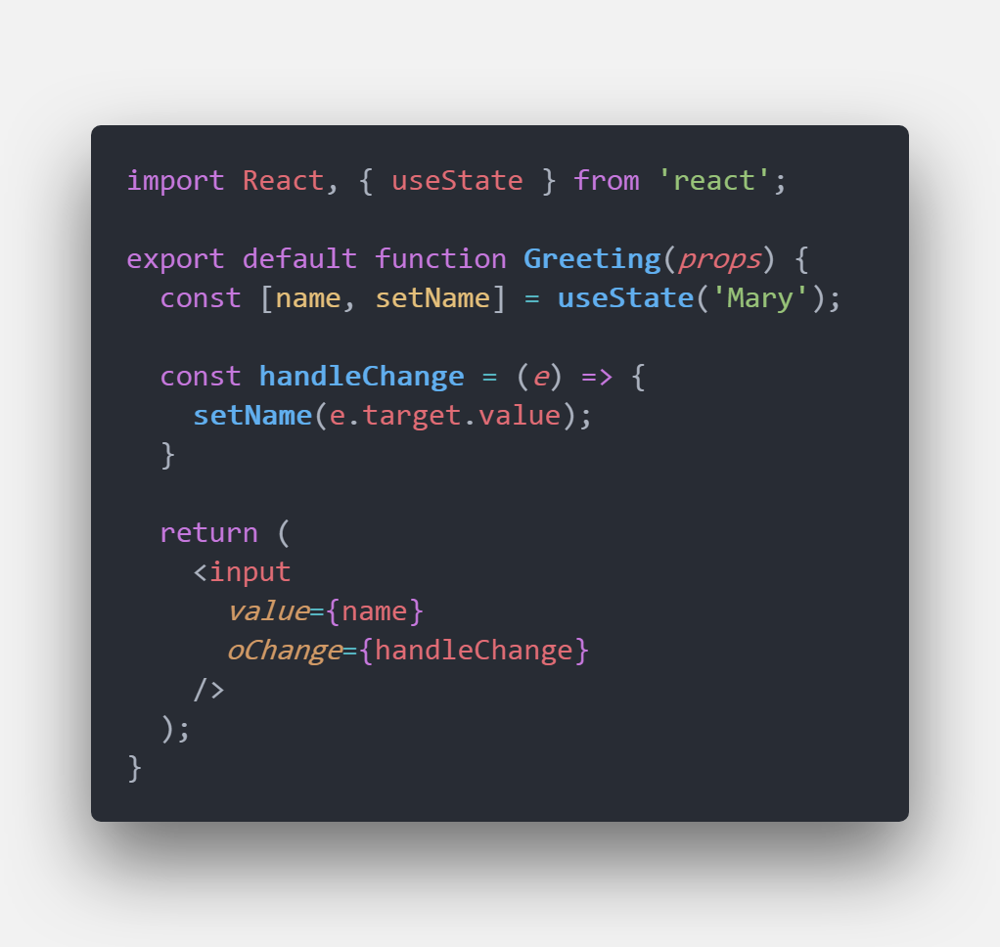 import React, { useState } from 'react';
export default function Greeting(props) {
  const [name, setName] = useState('Mary');
  const handleChange = (e) => {
    setName(e.target.value);
  }
  return (
    <input
      value={name}
      oChange={handleChange}
    />
  );
}